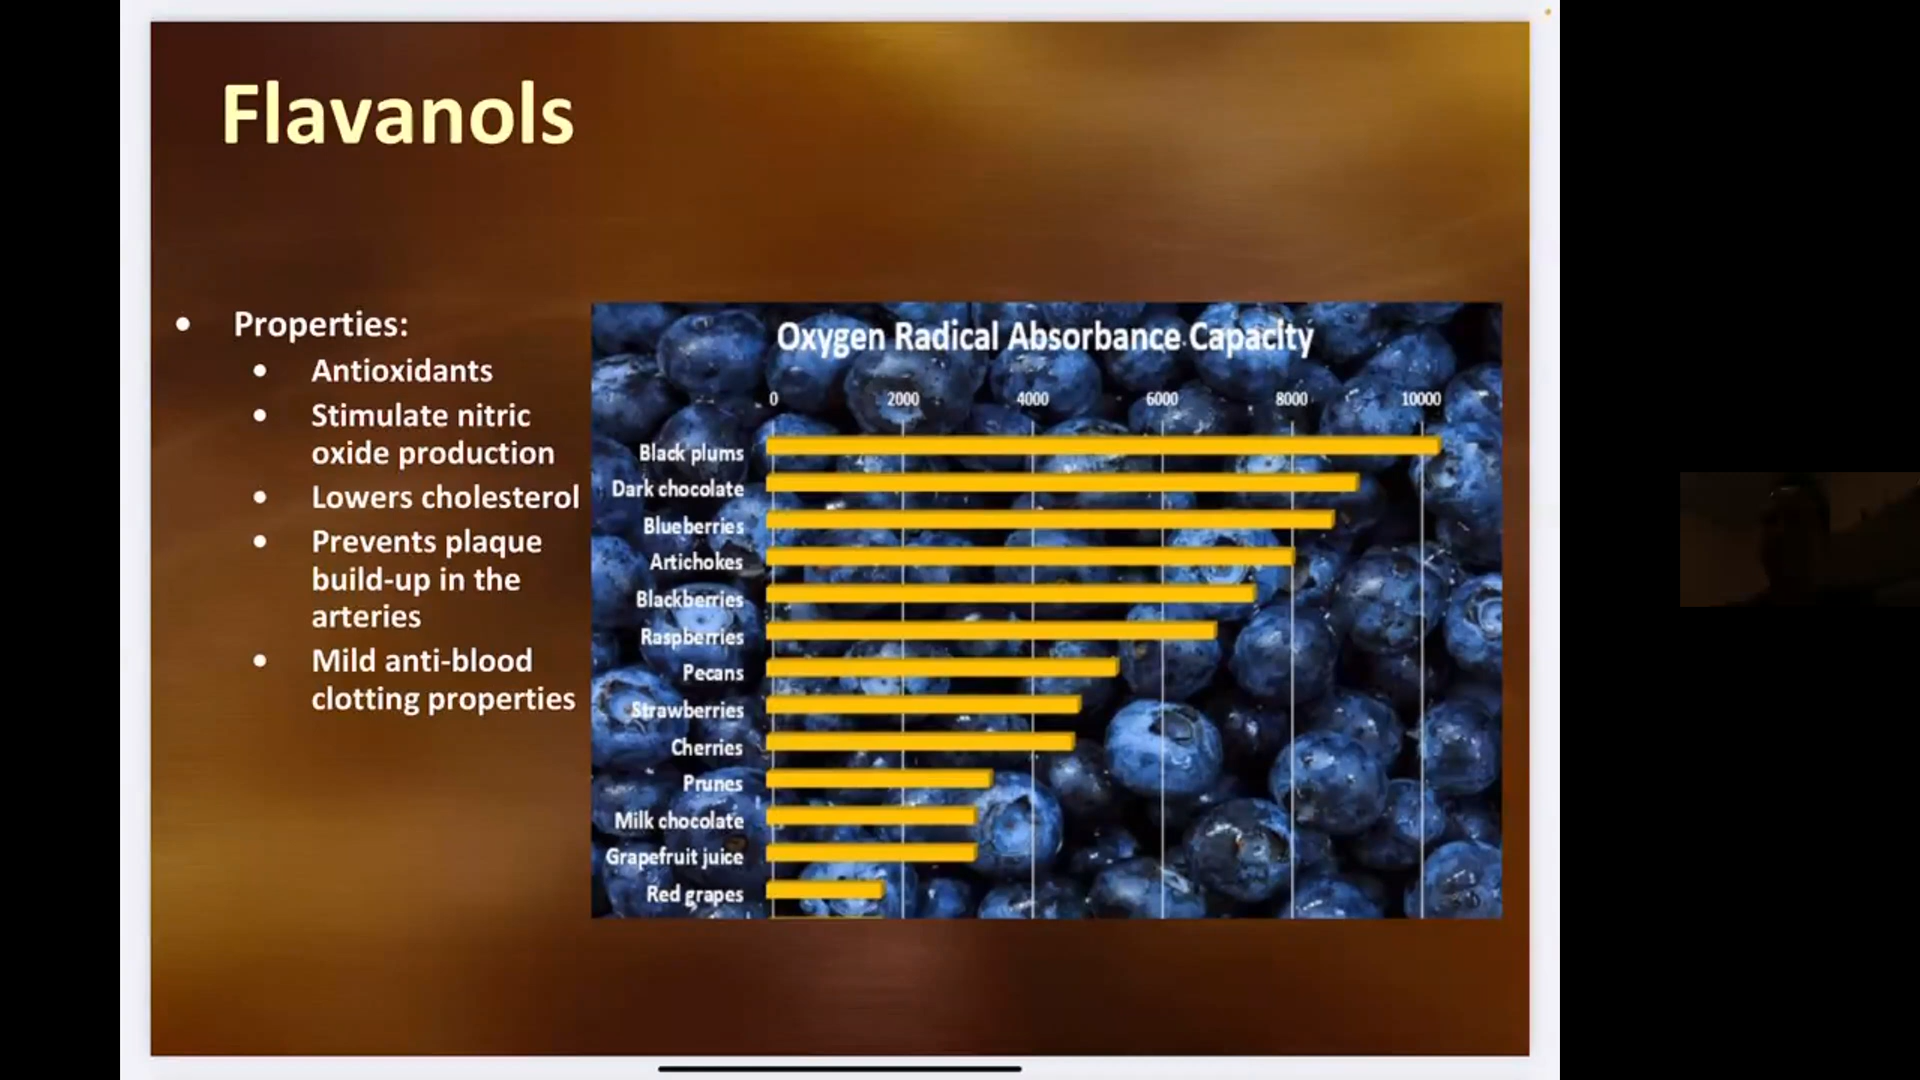 Flavanols
Properties:
Antioxidants
Stimulate nitric
oxide production
Lowers cholesterol
Prevents plaque
build-up in the
arteries
Mild anti-blood
clotting properties
Oxygen Radical Absorbance Capacity
0 2000 4000 6000 8000 10000
Black plums
Dark chocolate
Blueberries
Artichokes
Blackberries
Raspberries
Pecans
Strawberries
Cherries
Prunes
Milk chocolate
Grapefruit juice
Red grapes